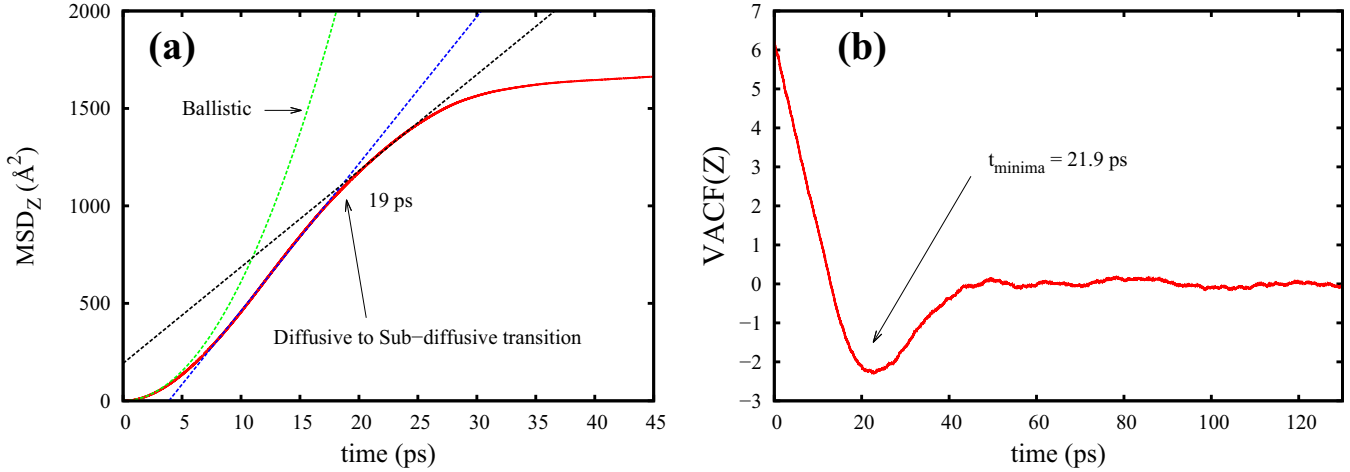 (a)
2000
1500
1000
500
0
MSD_Z (Å²)
Ballistic
19 ps
Diffusive to Sub−diffusive transition
0 5 10 15 20 25 30 35 40 45
time (ps)
(b)
7
6
5
4
3
2
1
0
−1
−2
−3
VACF(Z)
t_minima = 21.9 ps
0 20 40 60 80 100 120
time (ps)